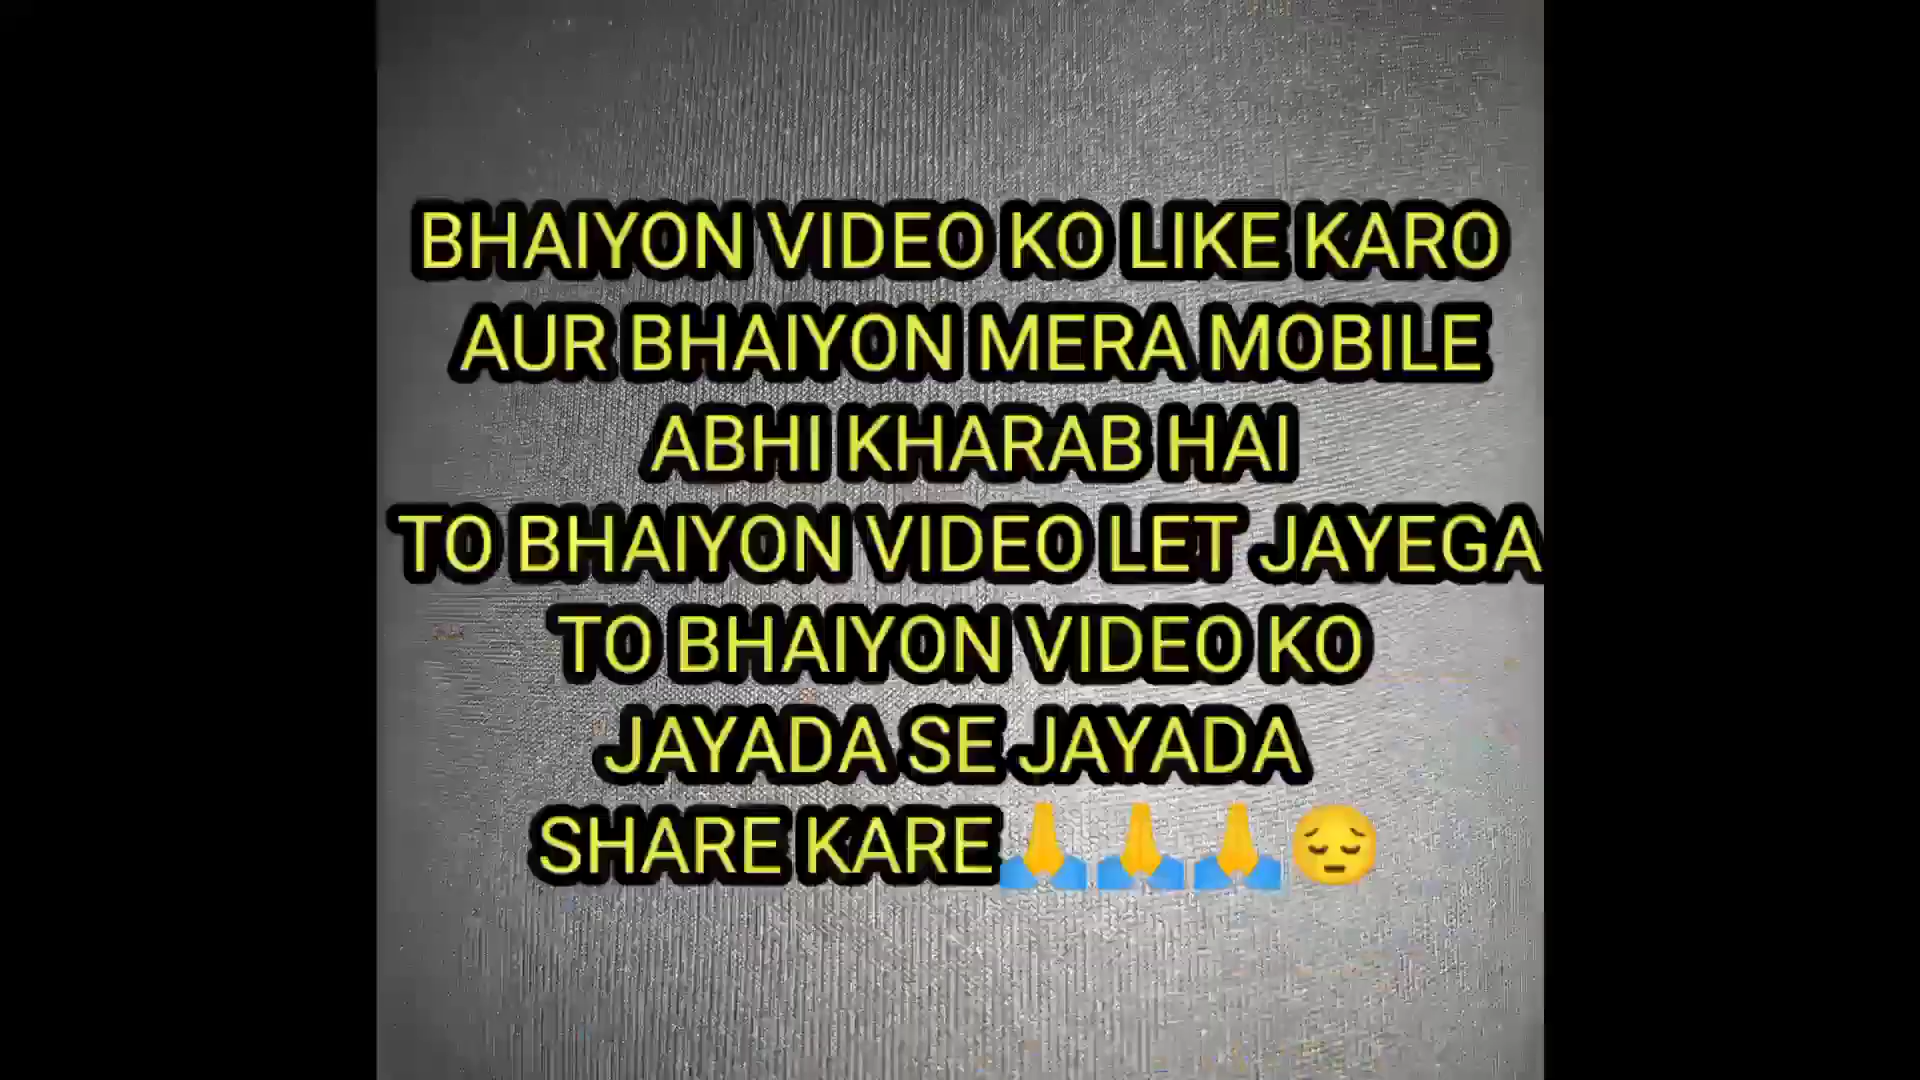 BHAIYON VIDEO KO LIKE KARO
AUR BHAIYON MERA MOBILE
ABHI KHARAB HAI
TO BHAIYON VIDEO LET JAYEGA
TO BHAIYON VIDEO KO
JAYADA SE JAYADA
SHARE KARE🙏🙏🙏😔